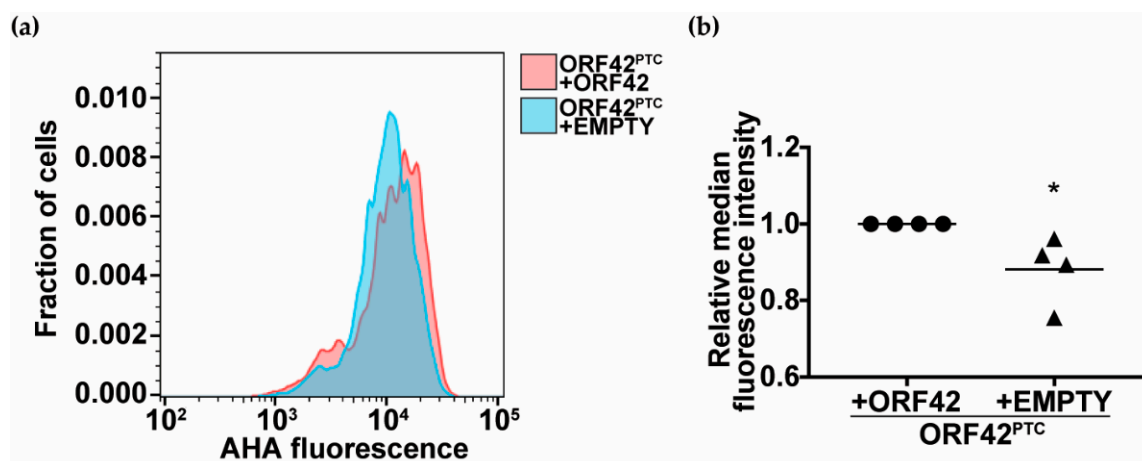 (a)
ORF42ᴾᵀᶜ
+ORF42
ORF42ᴾᵀᶜ
+EMPTY
Fraction of cells
0.010
0.008
0.006
0.004
0.002
0.000
10² 10³ 10⁴ 10⁵
AHA fluorescence
(b)
Relative median
fluorescence intensity
1.2
1.0
0.8
0.6
*
+ORF42 +EMPTY
ORF42ᴾᵀᶜ